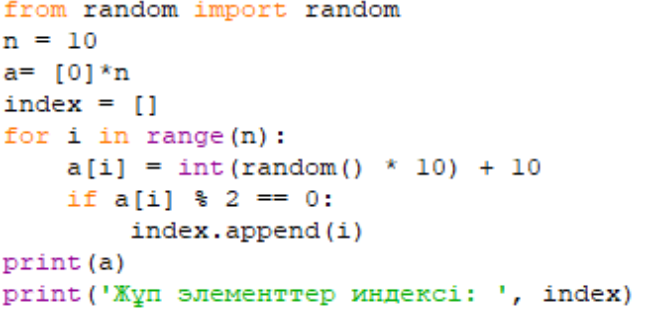 from random import random
n = 10
a= [0]*n
index = []
for i in range(n):
    a[i] = int(random() * 10) + 10
    if a[i] % 2 == 0:
        index.append(i)
print(a)
print('Жұп элементтер индексі: ', index)